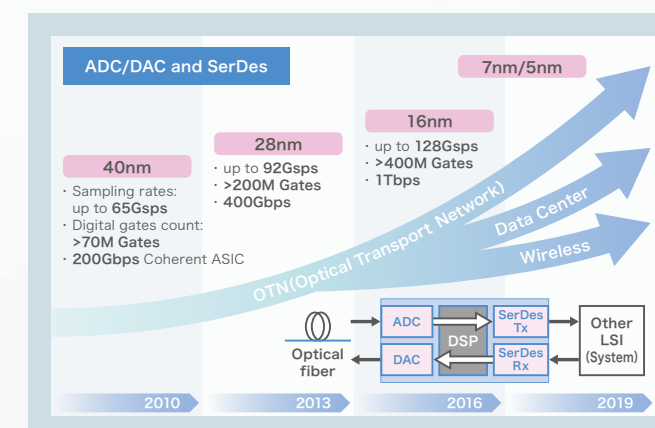 ADC/DAC and SerDes
7nm/5nm
16nm
・up to 128Gsps
・>400M Gates
・1Tbps
28nm
・up to 92Gsps
・>200M Gates
・400Gbps
40nm
・Sampling rates:
up to 65Gsps
・Digital gates count:
>70M Gates
・200Gbps Coherent ASIC
OTN(Optical Transport Network)
Data Center
Wireless
Optical
fiber
ADC
DAC
DSP
SerDes
Tx
SerDes
Rx
Other
LSI
(System)
2010
2013
2016
2019